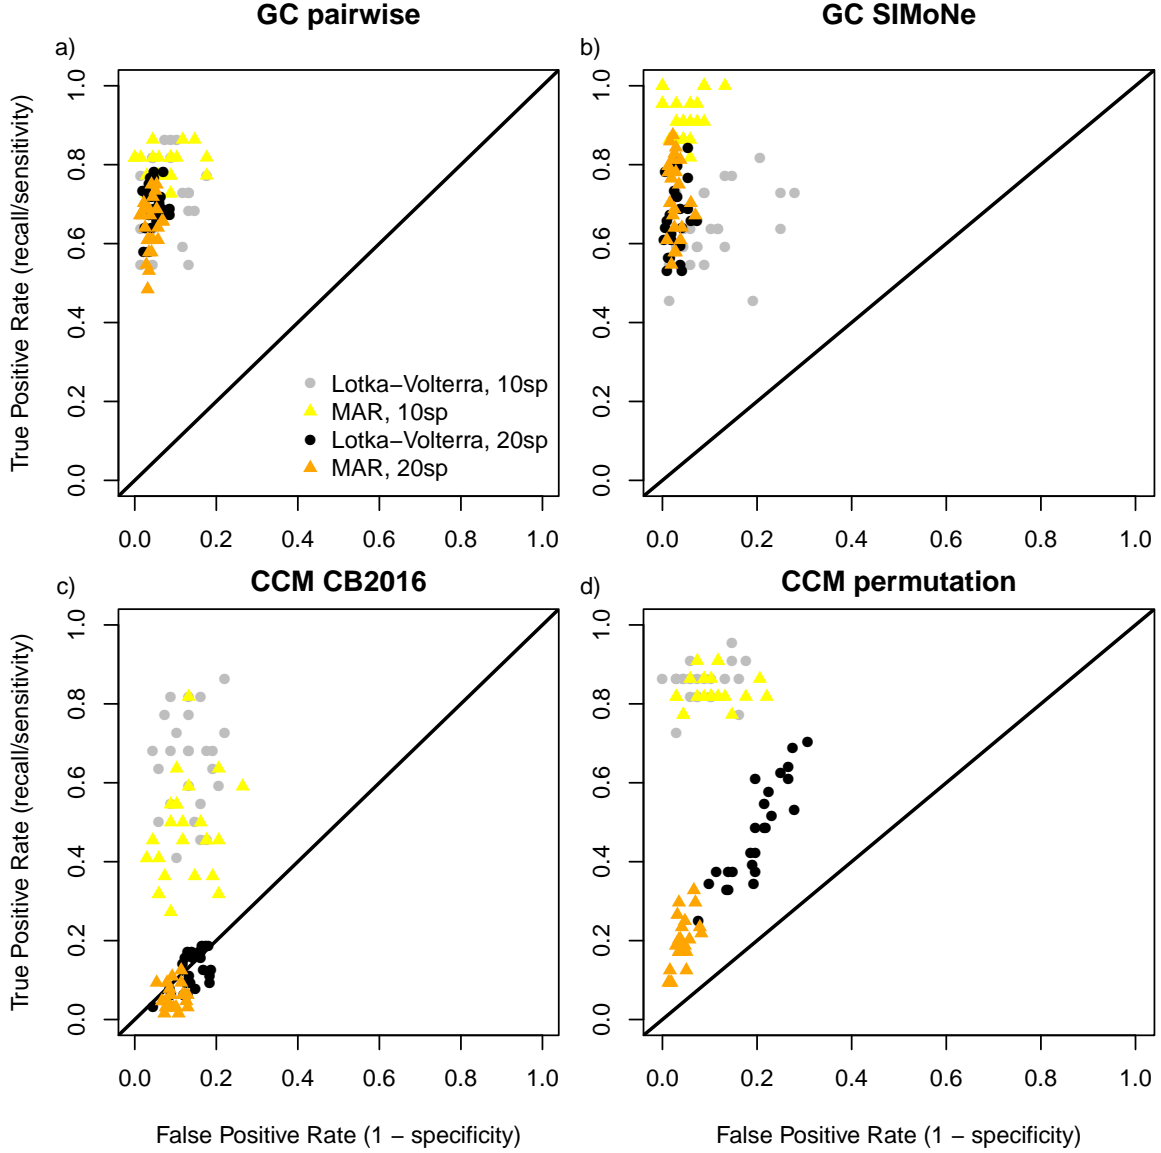 GC pairwise
GC SIMoNe
a)
b)
True Positive Rate (recall/sensitivity)
0.0 0.2 0.4 0.6 0.8 1.0
0.0 0.2 0.4 0.6 0.8 1.0
Lotka−Volterra, 10sp
MAR, 10sp
Lotka−Volterra, 20sp
MAR, 20sp
0.0 0.2 0.4 0.6 0.8 1.0
0.0 0.2 0.4 0.6 0.8 1.0
CCM CB2016
CCM permutation
c)
d)
True Positive Rate (recall/sensitivity)
0.0 0.2 0.4 0.6 0.8 1.0
0.0 0.2 0.4 0.6 0.8 1.0
0.0 0.2 0.4 0.6 0.8 1.0
0.0 0.2 0.4 0.6 0.8 1.0
False Positive Rate (1 − specificity)
False Positive Rate (1 − specificity)